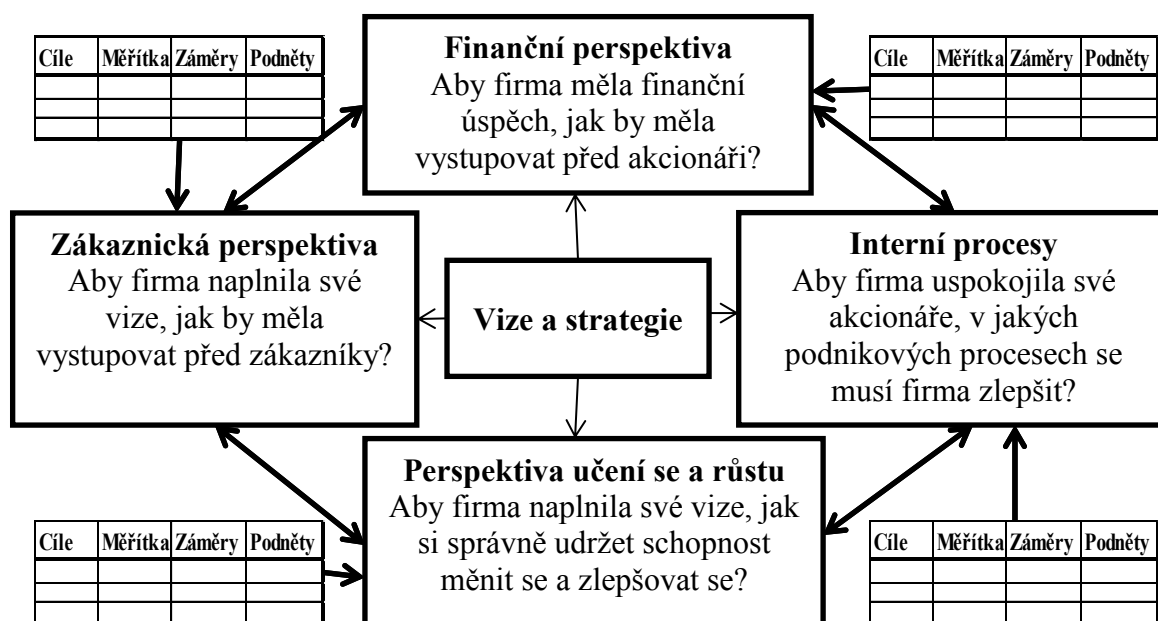 Cíle Měřítka Záměry Podněty
Finanční perspektiva
Aby firma měla finanční
úspěch, jak by měla
vystupovat před akcionáři?
Cíle Měřítka Záměry Podněty
Zákaznická perspektiva
Aby firma naplnila své
vize, jak by měla
vystupovat před zákazníky?
Vize a strategie
Interní procesy
Aby firma uspokojila své
akcionáře, v jakých
podnikových procesech se
musí firma zlepšit?
Perspektiva učení se a růstu
Aby firma naplnila své vize, jak
si správně udržet schopnost
měnit se a zlepšovat se?
Cíle Měřítka Záměry Podněty
Cíle Měřítka Záměry Podněty